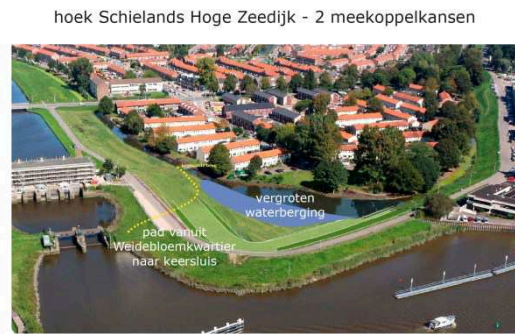 hoek Schielands Hoge Zeedijk - 2 meekoppelkansen
vergroten
waterberging
pad vanuit
Weidebloemkwartier
naar keersluis